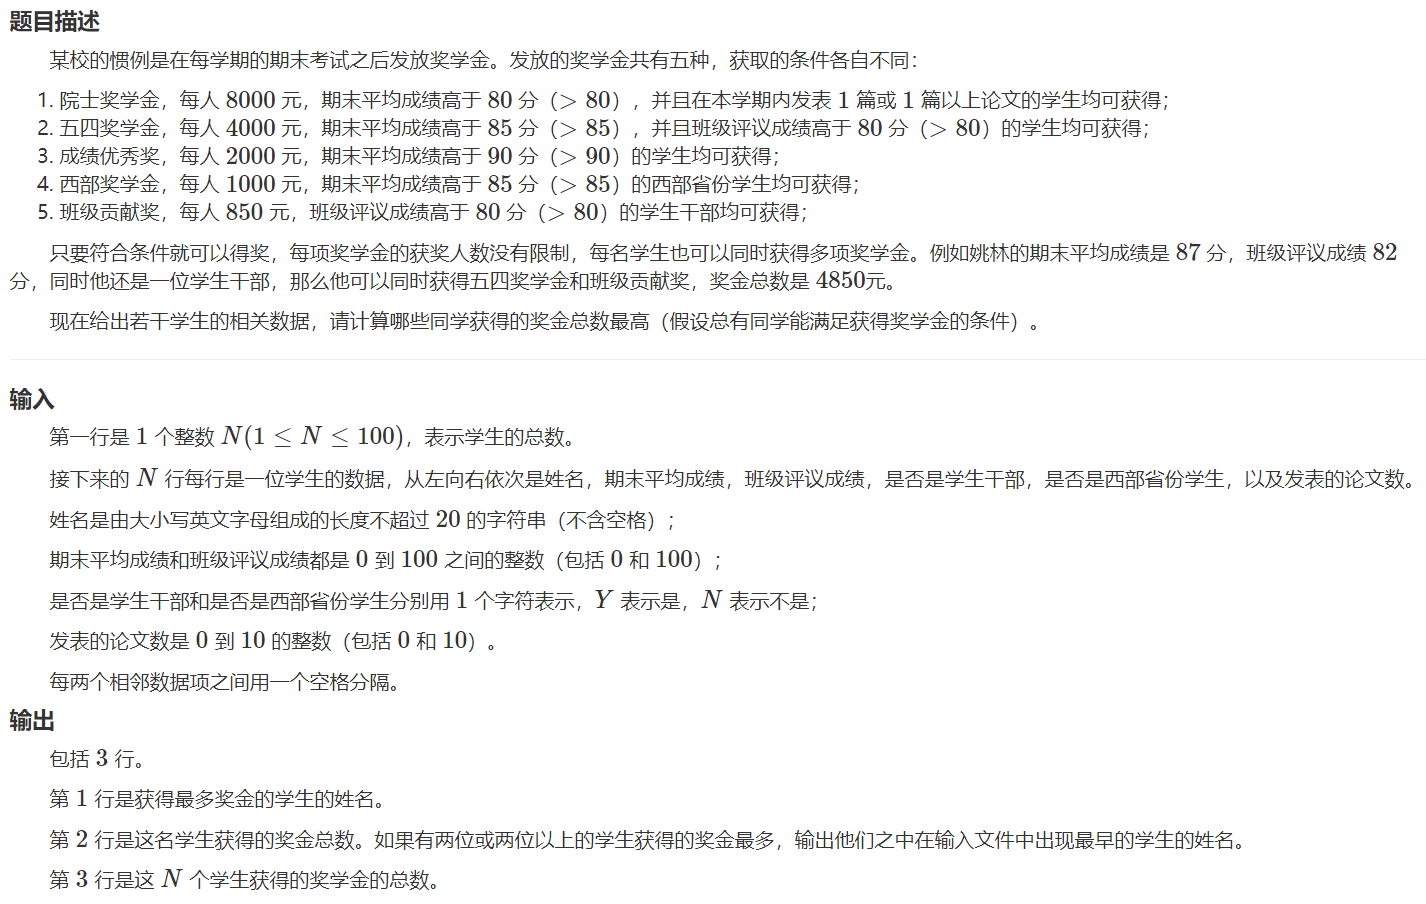 题目描述
某校的惯例是在每学期的期末考试之后发放奖学金。发放的奖学金共有五种，获取的条件各自不同：
1. 院士奖学金，每人 8000 元，期末平均成绩高于 80 分（> 80），并且在本学期内发表 1 篇或 1 篇以上论文的学生均可获得；
2. 五四奖学金，每人 4000 元，期末平均成绩高于 85 分（> 85），并且班级评议成绩高于 80 分（> 80）的学生均可获得；
3. 成绩优秀奖，每人 2000 元，期末平均成绩高于 90 分（> 90）的学生均可获得；
4. 西部奖学金，每人 1000 元，期末平均成绩高于 85 分（> 85）的西部省份学生均可获得；
5. 班级贡献奖，每人 850 元，班级评议成绩高于 80 分（> 80）的学生干部均可获得；
只要符合条件就可以得奖，每项奖学金的获奖人数没有限制，每名学生也可以同时获得多项奖学金。例如姚林的期末平均成绩是 87 分，班级评议成绩 82
分，同时他还是一位学生干部，那么他可以同时获得五四奖学金和班级贡献奖，奖金总数是 4850元。
现在给出若干学生的相关数据，请计算哪些同学获得的奖金总数最高（假设总有同学能满足获得奖学金的条件）。
输入
第一行是 1 个整数 N(1 ≤ N ≤ 100)，表示学生的总数。
接下来的 N 行每行是一位学生的数据，从左向右依次是姓名，期末平均成绩，班级评议成绩，是否是学生干部，是否是西部省份学生，以及发表的论文数。
姓名是由大小写英文字母组成的长度不超过 20 的字符串（不含空格）；
期末平均成绩和班级评议成绩都是 0 到 100 之间的整数（包括 0 和 100）；
是否是学生干部和是否是西部省份学生分别用 1 个字符表示，Y 表示是，N 表示不是；
发表的论文数是 0 到 10 的整数（包括 0 和 10）。
每两个相邻数据项之间用一个空格分隔。
输出
包括 3 行。
第 1 行是获得最多奖金的学生的姓名。
第 2 行是这名学生获得的奖金总数。如果有两位或两位以上的学生获得的奖金最多，输出他们之中在输入文件中出现最早的学生的姓名。
第 3 行是这 N 个学生获得的奖学金的总数。